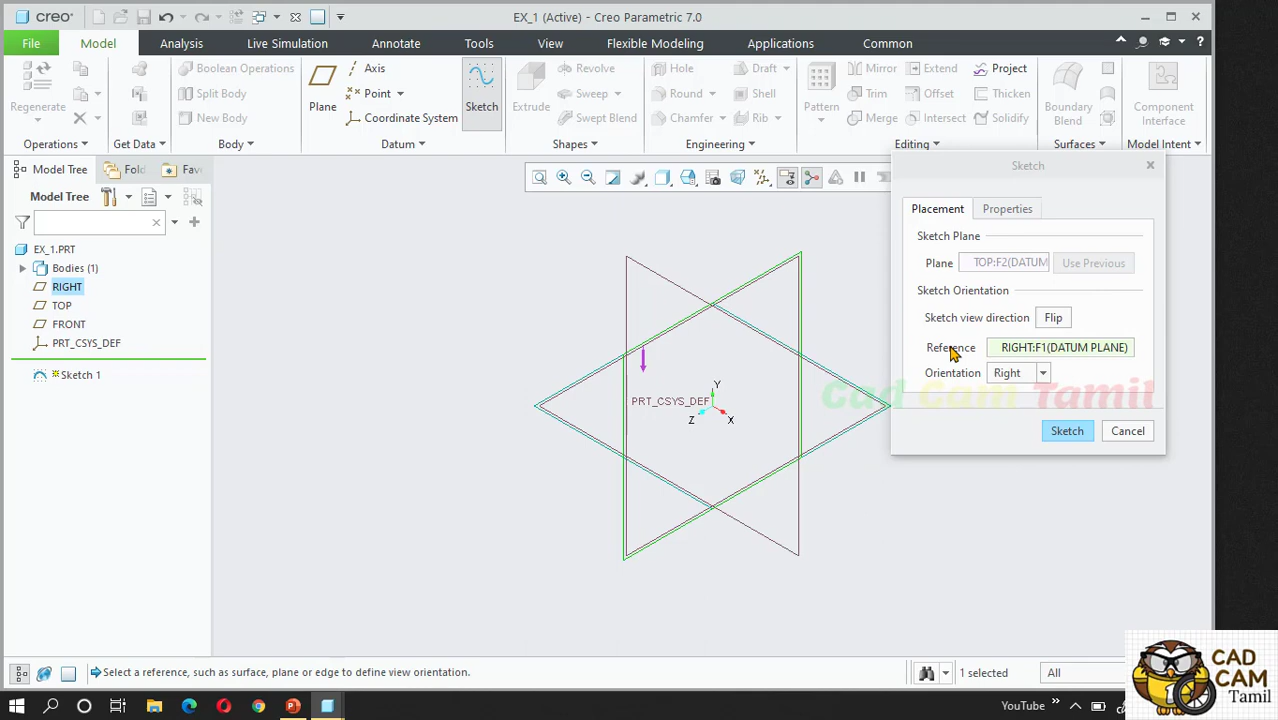 creo
EX_1 (Active) - Creo Parametric 7.0
File Model Analysis Live Simulation Annotate Tools View Flexible Modeling Applications Common
Regenerate
Operations
Get Data
Boolean Operations
Split Body
New Body
Body
Plane
Axis
Point
Coordinate System
Sketch
Datum
Extrude
Revolve
Sweep
Swept Blend
Shapes
Hole
Round
Chamfer
Draft
Shell
Rib
Engineering
Pattern
Mirror
Trim
Merge
Extend
Offset
Intersect
Project
Thicken
Solidify
Editing
Boundary
Blend
Surfaces
Component
Interface
Model Intent
Model Tree
Fold
Fav
Model Tree
EX_1.PRT
Bodies (1)
RIGHT
TOP
FRONT
PRT_CSYS_DEF
Sketch 1
PRT_CSYS_DEF
Y
Z
X
Sketch
Placement
Properties
Sketch Plane
Plane
TOP:F2(DATUM
Use Previous
Sketch Orientation
Sketch view direction
Flip
Reference
RIGHT:F1(DATUM PLANE)
Orientation
Right
Cad Cam Tamil
Sketch
Cancel
Select a reference, such as surface, plane or edge to define view orientation.
1 selected
All
YouTube
CAD
CAM
Tamil